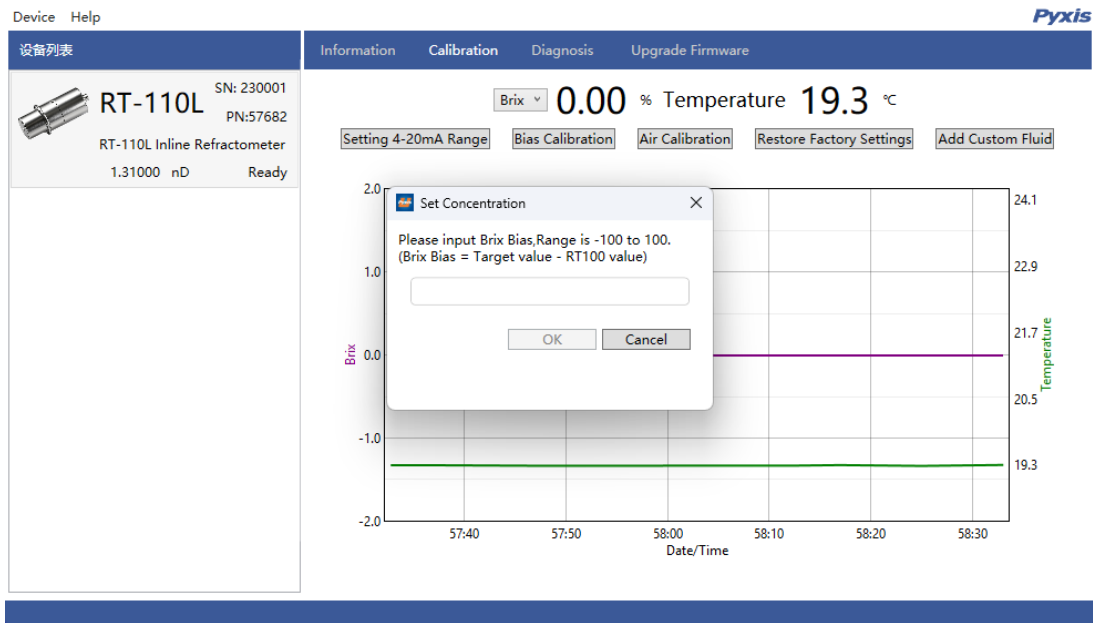 Device Help
Pyxis
设备列表
Information Calibration Diagnosis Upgrade Firmware
RT-110L
SN: 230001
PN:57682
RT-110L Inline Refractometer
1.31000 nD Ready
Brix 0.00 % Temperature 19.3 ℃
Setting 4-20mA Range Bias Calibration Air Calibration Restore Factory Settings Add Custom Fluid
Set Concentration
Please input Brix Bias,Range is -100 to 100.
(Brix Bias = Target value - RT100 value)
OK Cancel
Brix
2.0
1.0
0.0
-1.0
-2.0
24.1
22.9
21.7
20.5
19.3
Temperature
57:40 57:50 58:00 58:10 58:20 58:30
Date/Time